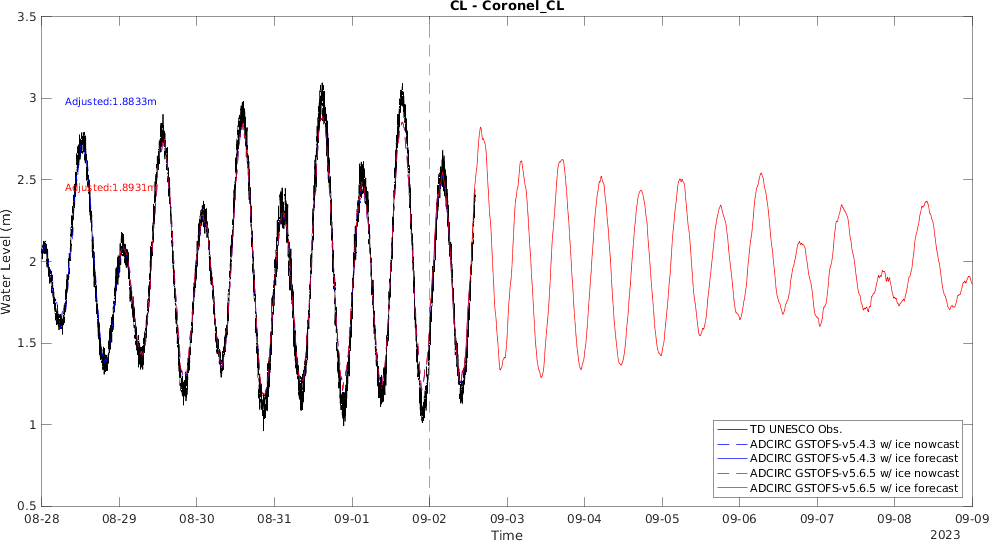 CL - Coronel_CL
3.5
3
2.5
2
1.5
1
0.5
Water Level (m)
Adjusted:1.8833m
Adjusted:1.8931m
TD UNESCO Obs.
ADCIRC GSTOFS-v5.4.3 w/ ice nowcast
ADCIRC GSTOFS-v5.4.3 w/ ice forecast
ADCIRC GSTOFS-v5.6.5 w/ ice nowcast
ADCIRC GSTOFS-v5.6.5 w/ ice forecast
08-28 08-29 08-30 08-31 09-01 09-02 09-03 09-04 09-05 09-06 09-07 09-08 09-09
Time
2023